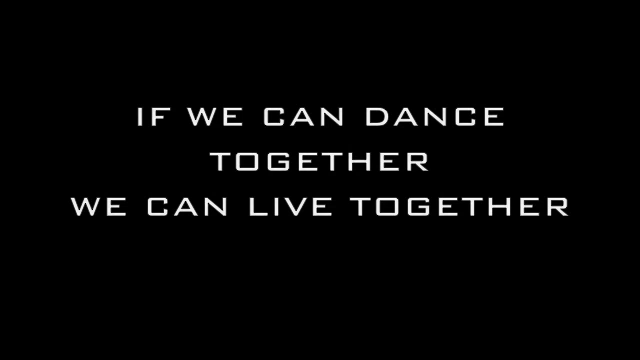 IF WE CAN DANCE
TOGETHER
WE CAN LIVE TOGETHER